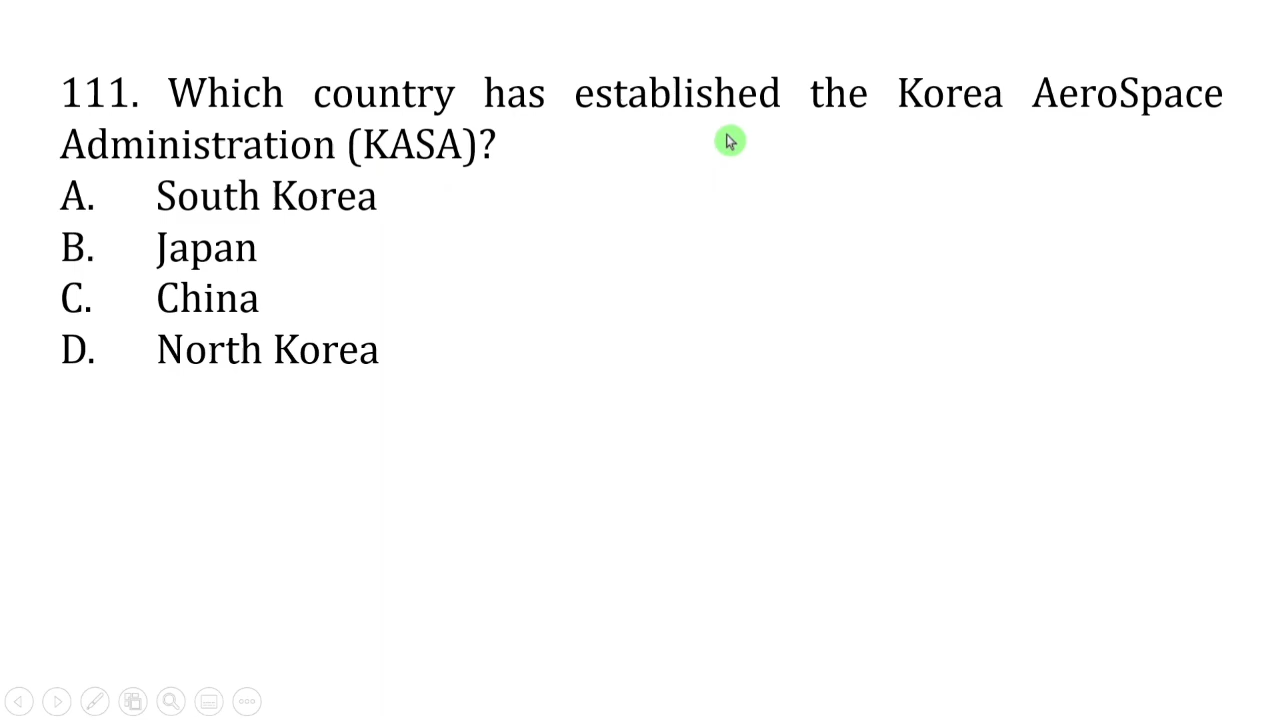 111. Which country has established the Korea AeroSpace
Administration (KASA)?
A. South Korea
B. Japan
C. China
D. North Korea